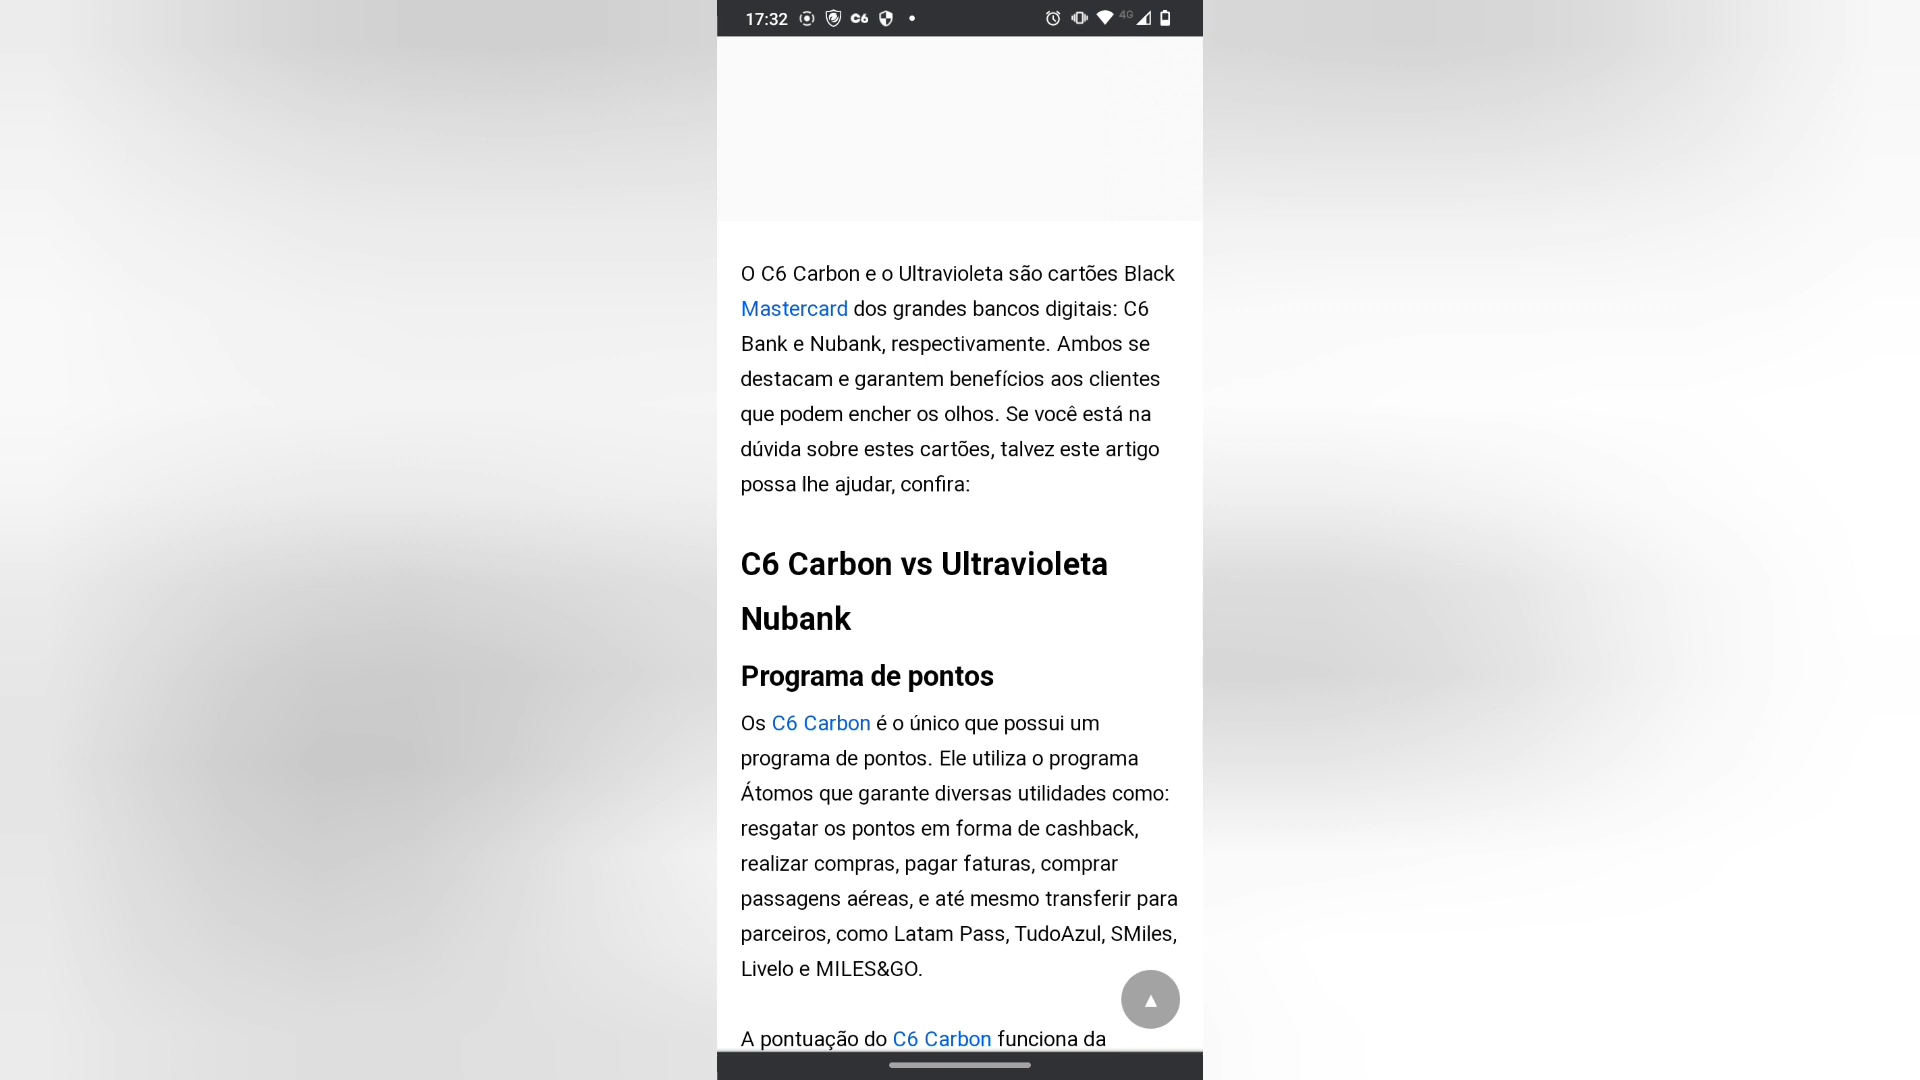 17:32 C6 4G
O C6 Carbon e o Ultravioleta são cartões Black
Mastercard dos grandes bancos digitais: C6
Bank e Nubank, respectivamente. Ambos se
destacam e garantem benefícios aos clientes
que podem encher os olhos. Se você está na
dúvida sobre estes cartões, talvez este artigo
possa lhe ajudar, confira:
C6 Carbon vs Ultravioleta
Nubank
Programa de pontos
Os C6 Carbon é o único que possui um
programa de pontos. Ele utiliza o programa
Átomos que garante diversas utilidades como:
resgatar os pontos em forma de cashback,
realizar compras, pagar faturas, comprar
passagens aéreas, e até mesmo transferir para
parceiros, como Latam Pass, TudoAzul, SMiles,
Livelo e MILES&GO.
A pontuação do C6 Carbon funciona da